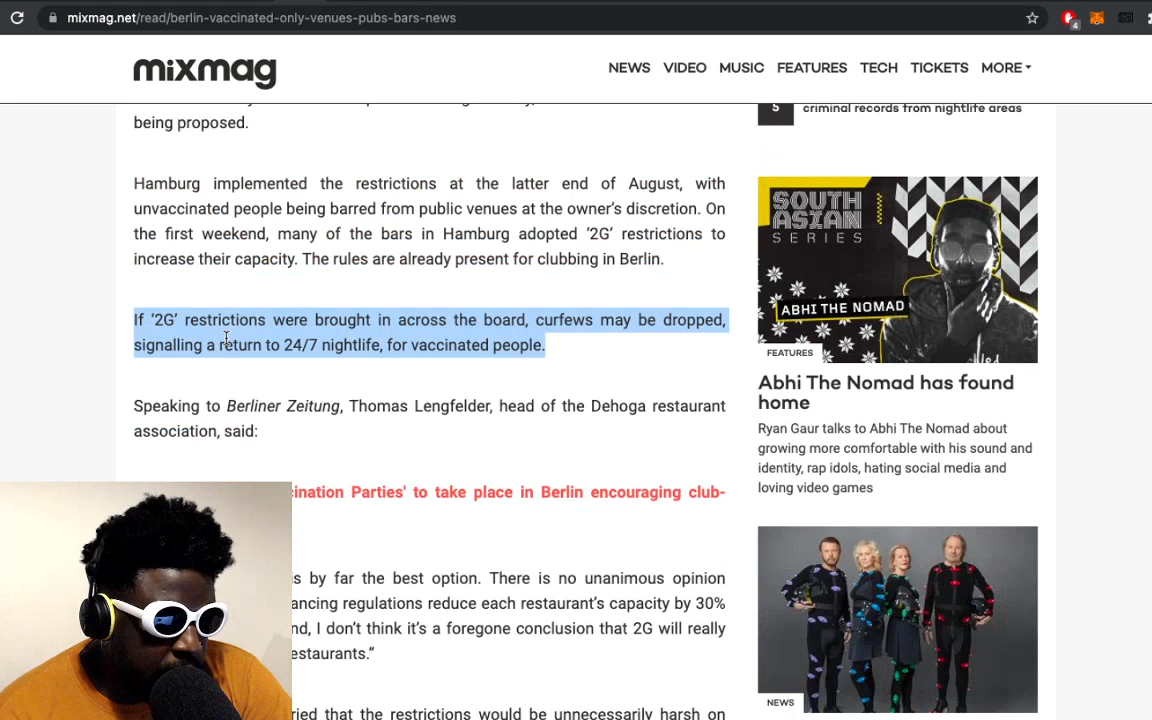 mixmag.net/read/berlin-vaccinated-only-venues-pubs-bars-news
4
mixmag
NEWS VIDEO MUSIC FEATURES TECH TICKETS MORE
being proposed.
Hamburg implemented the restrictions at the latter end of August, with
unvaccinated people being barred from public venues at the owner’s discretion. On
the first weekend, many of the bars in Hamburg adopted ‘2G’ restrictions to
increase their capacity. The rules are already present for clubbing in Berlin.
If ‘2G’ restrictions were brought in across the board, curfews may be dropped,
signalling a return to 24/7 nightlife, for vaccinated people.
Speaking to Berliner Zeitung, Thomas Lengfelder, head of the Dehoga restaurant
association, said:
cination Parties' to take place in Berlin encouraging club-
is by far the best option. There is no unanimous opinion
ancing regulations reduce each restaurant’s capacity by 30%
nd, I don’t think it’s a foregone conclusion that 2G will really
estaurants.”
ried that the restrictions would be unnecessarily harsh on
5
criminal records from nightlife areas
SOUTH
ASIAN
SERIES
ABHI THE NOMAD
FEATURES
Abhi The Nomad has found
home
Ryan Gaur talks to Abhi The Nomad about
growing more comfortable with his sound and
identity, rap idols, hating social media and
loving video games
NEWS